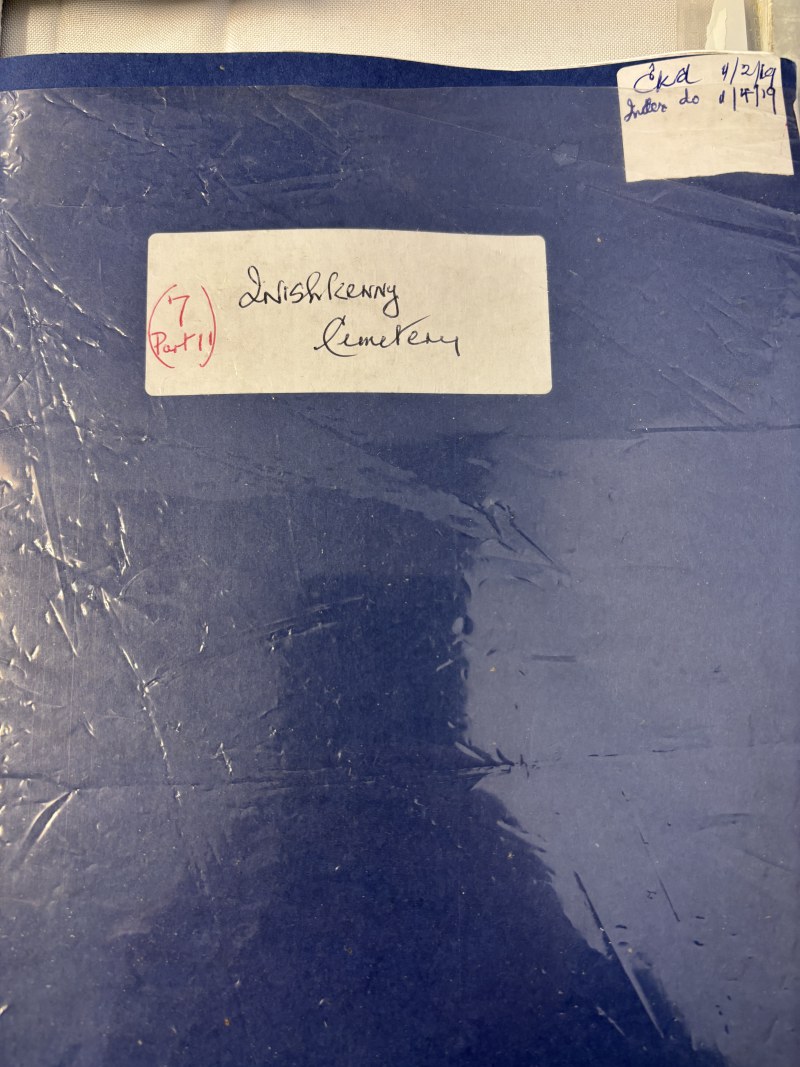 Ckd 4/2/19
Index do 1/4/19
Inishkenny
Cemetery
(7
Part 11)